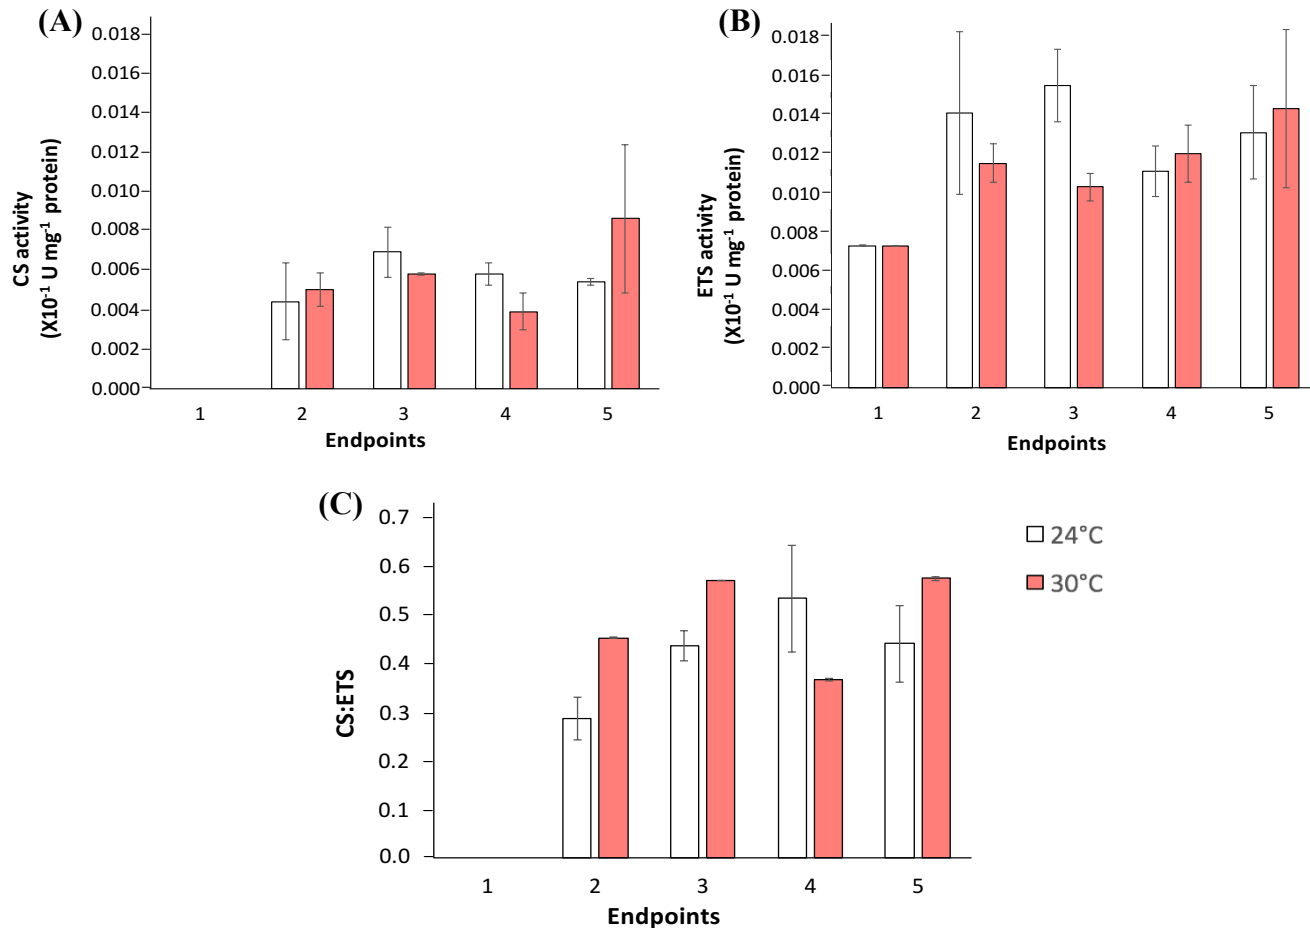 (A)
0.018
0.016
0.014
0.012
0.010
0.008
0.006
0.004
0.002
0.000
CS activity
(X10⁻¹ U mg⁻¹ protein)
1 2 3 4 5
Endpoints
(B)
0.018
0.016
0.014
0.012
0.010
0.008
0.006
0.004
0.002
0.000
ETS activity
(X10⁻¹ U mg⁻¹ protein)
1 2 3 4 5
Endpoints
(C)
0.7
0.6
0.5
0.4
0.3
0.2
0.1
0.0
CS:ETS
1 2 3 4 5
Endpoints
24°C
30°C